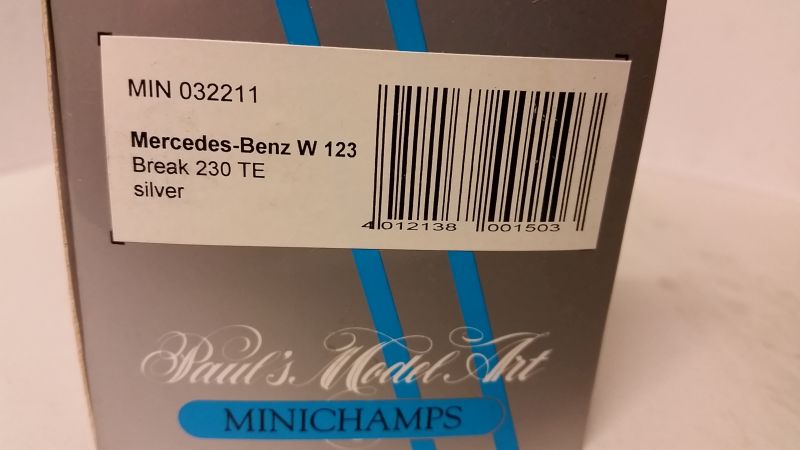 MIN 032211
Mercedes-Benz W 123
Break 230 TE
silver
4 012138 001503
Paul's Model Art
MINICHAMPS